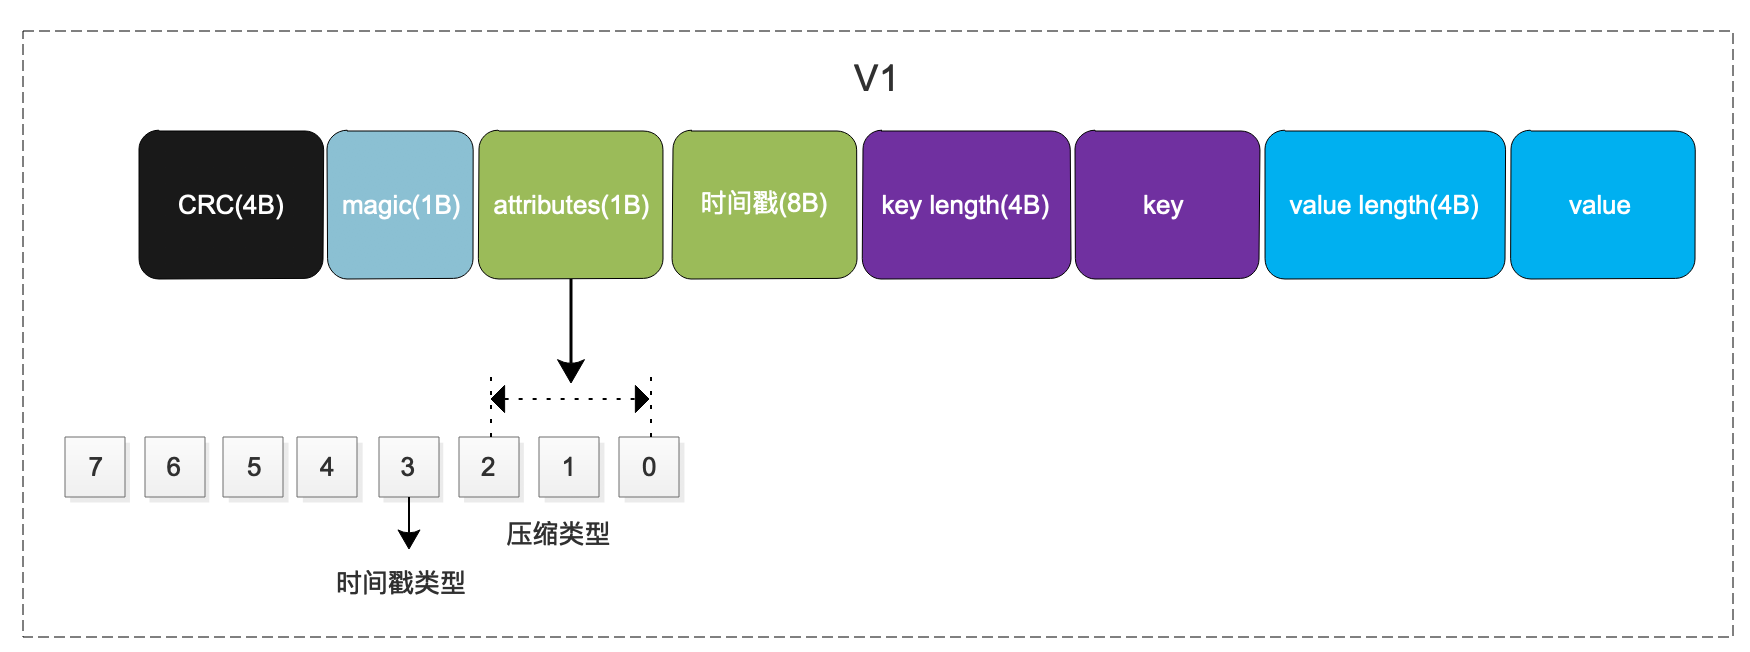 V1
CRC(4B) magic(1B) attributes(1B) 时间戳(8B) key length(4B) key value length(4B) value
7 6 5 4 3 2 1 0
压缩类型
时间戳类型